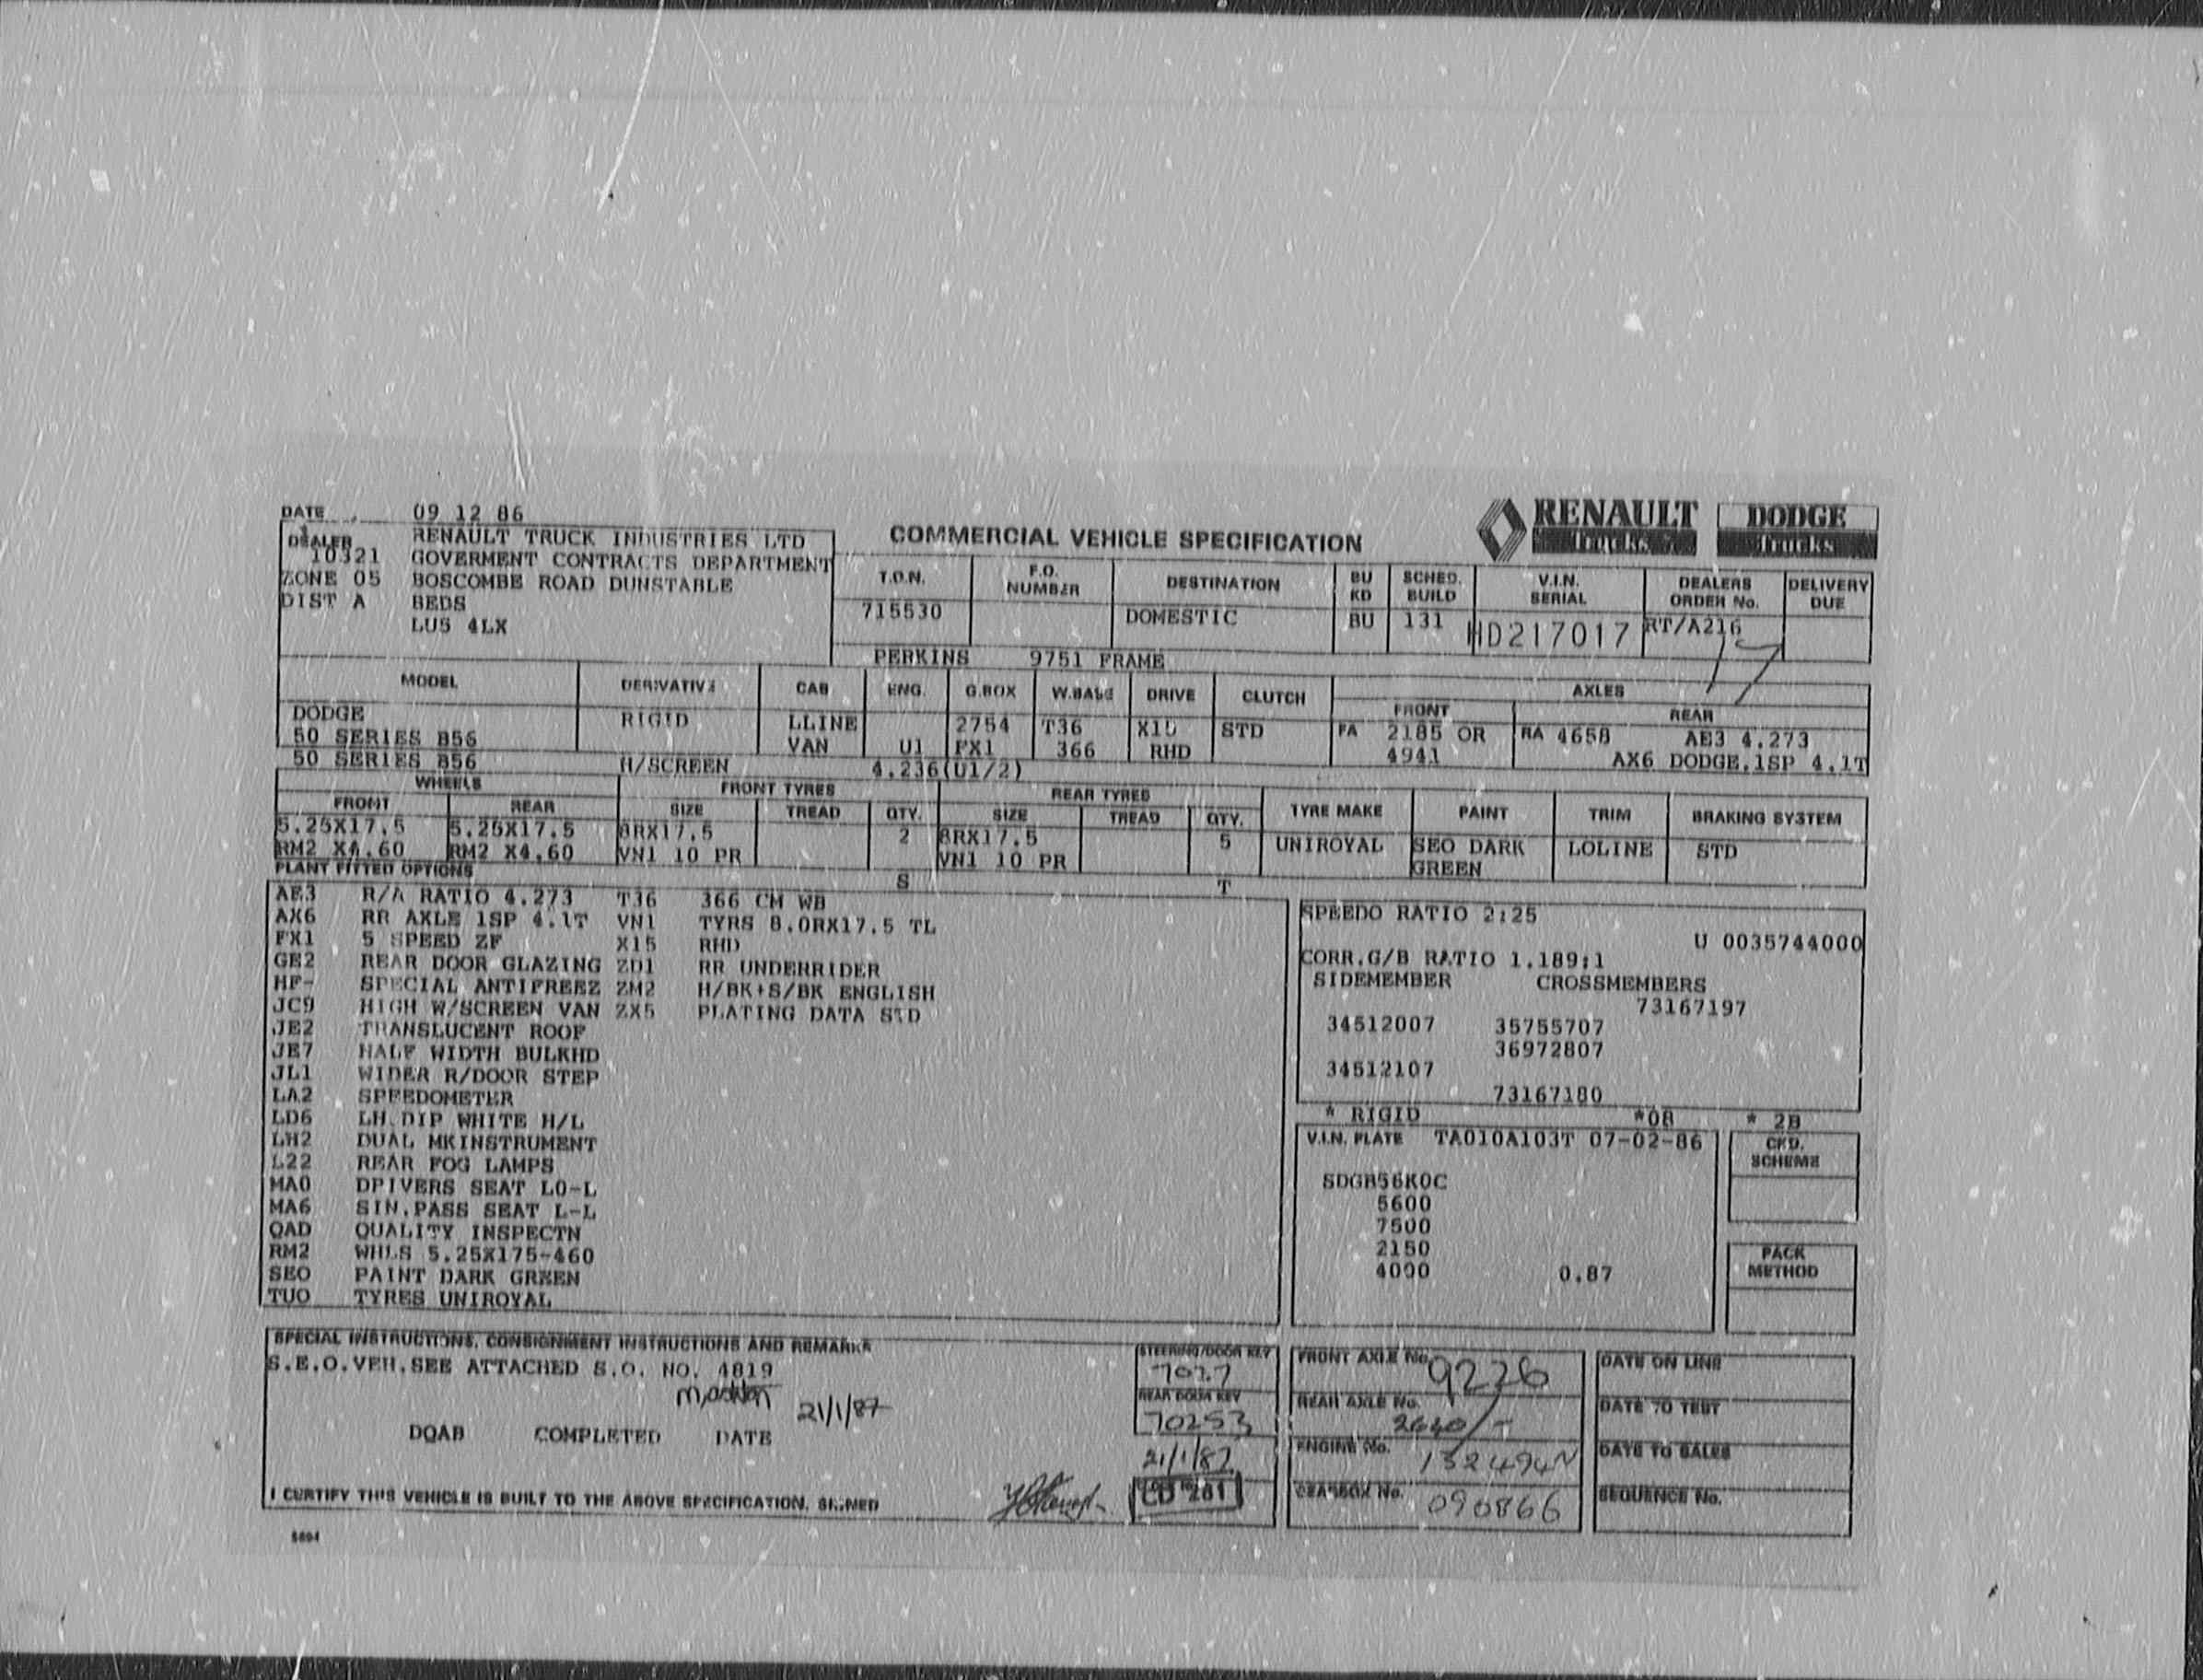 DATE 09 12 86
DEALER RENAULT TRUCK INDUSTRIES LTD
10321 GOVERMENT CONTRACTS DEPARTMENT
ZONE 05 BOSCOMBE ROAD DUNSTABLE
DIST A BEDS
LU5 4LX
COMMERCIAL VEHICLE SPECIFICATION
RENAULT Trucks
DODGE Trucks
T.O.N. F.O. NUMBER DESTINATION BU KD SCHED. BUILD V.I.N. SERIAL DEALERS ORDER No. DELIVERY DUE
715530 DOMESTIC BU 131 HD217017 RT/A216
PERKINS 9751 FRAME
MODEL DERIVATIVE CAB ENG. G.BOX W.BASE DRIVE CLUTCH AXLES
FRONT REAR
DODGE RIGID LLINE 2754 T36 X15 STD FA 2185 OR RA 4658 AE3 4.273
50 SERIES B56 VAN U1 FX1 366 RHD 4941 AX6 DODGE.1SP 4.1T
50 SERIES B56 H/SCREEN 4.236(U1/2)
WHEELS FRONT TYRES REAR TYRES
FRONT REAR SIZE TREAD QTY. SIZE TREAD QTY. TYRE MAKE PAINT TRIM BRAKING SYSTEM
5.25X17.5 5.25X17.5 8RX17.5 2 8RX17.5 5 UNIROYAL SEO DARK LOLINE STD
RM2 X4.60 RM2 X4.60 VN1 10 PR VN1 10 PR GREEN
PLANT FITTED OPTIONS S T
AE3 R/A RATIO 4.273 T36 366 CM WB
AX6 RR AXLE 1SP 4.1T VN1 TYRS 8.0RX17.5 TL
FX1 5 SPEED ZF X15 RHD
GE2 REAR DOOR GLAZING ZD1 RR UNDERRIDER
HF- SPECIAL ANTIFREEZ ZM2 H/BK+S/BK ENGLISH
JC9 HIGH W/SCREEN VAN ZX5 PLATING DATA STD
JE2 TRANSLUCENT ROOF
JE7 HALF WIDTH BULKHD
JL1 WIDER R/DOOR STEP
LA2 SPEEDOMETER
LD6 LH.DIP WHITE H/L
LH2 DUAL MKINSTRUMENT
L22 REAR FOG LAMPS
MA0 DPIVERS SEAT LO-L
MA6 SIN.PASS SEAT L-L
QAD QUALITY INSPECTN
RM2 WHLS 5.25X175-460
SEO PAINT DARK GREEN
TUO TYRES UNIROYAL
SPEEDO RATIO 2:25
U 0035744000
CORR.G/B RATIO 1.189:1
SIDEMEMBER CROSSMEMBERS
73167197
34512007 35755707
36972807
34512107
73167180
* RIGID *08 * 2B
V.I.N. PLATE TA010A103T 07-02-86
SDGB56K0C
5600
7500
2150
4000 0.87
CKD. SCHEME
PACK METHOD
SPECIAL INSTRUCTIONS, CONSIGNMENT INSTRUCTIONS AND REMARKS
S.E.O.VEH.SEE ATTACHED S.O. NO. 4819
21/1/87
DQAB COMPLETED DATE
I CERTIFY THIS VEHICLE IS BUILT TO THE ABOVE SPECIFICATION. SIGNED
STEERING/DOOR KEY
REAR DOOR KEY
70253
21/1/87
FRONT AXLE No. 9226
REAR AXLE No. 2640/T
ENGINE No. 152494N
GEARBOX No. 090866
DATE ON LINE
DATE TO TEST
DATE TO SALES
SEQUENCE No.